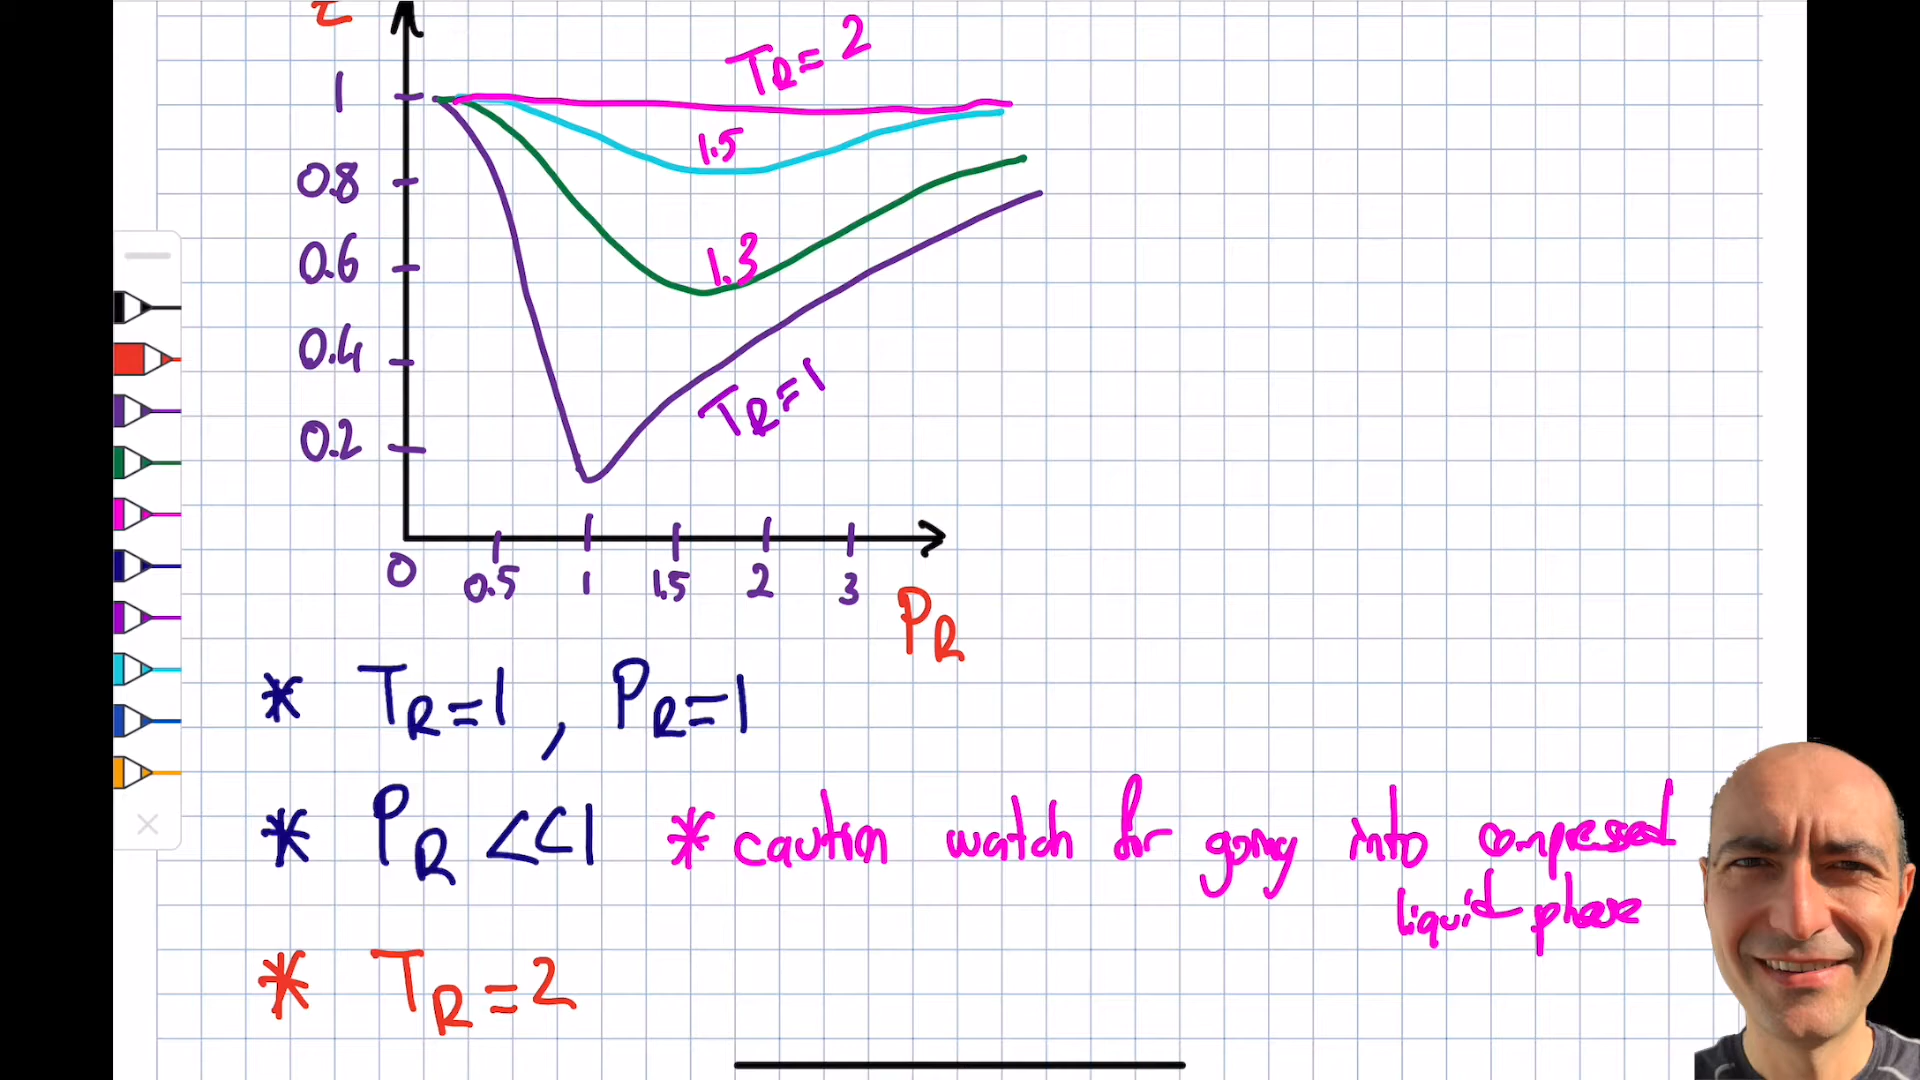 Z
T_R = 2
1
1.5
0.8
1.3
0.6
0.4
T_R = 1
0.2
0 0.5 1 1.5 2 3
P_R
* T_R = 1 , P_R = 1
* P_R << 1 * caution watch for going into compressed
liquid phase
* T_R = 2